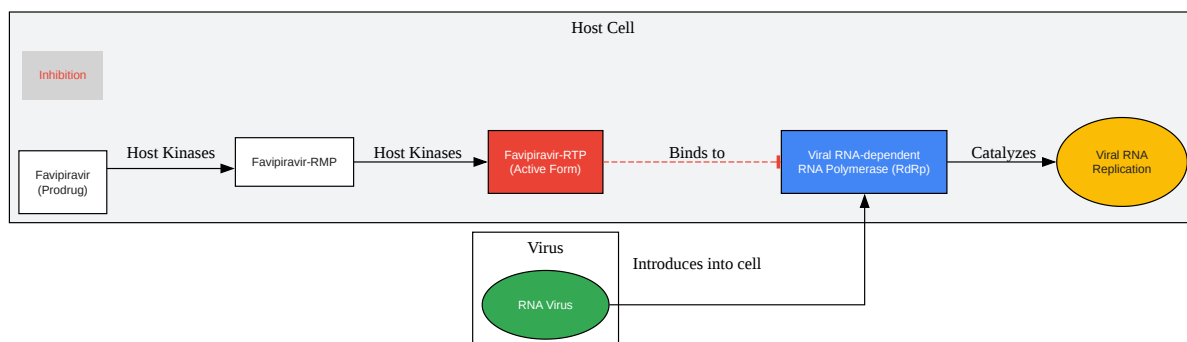 Host Cell
Inhibition
Favipiravir
(Prodrug)
Host Kinases
Favipiravir-RMP
Host Kinases
Favipiravir-RTP
(Active Form)
Binds to
Viral RNA-dependent
RNA Polymerase (RdRp)
Catalyzes
Viral RNA
Replication
Virus
RNA Virus
Introduces into cell